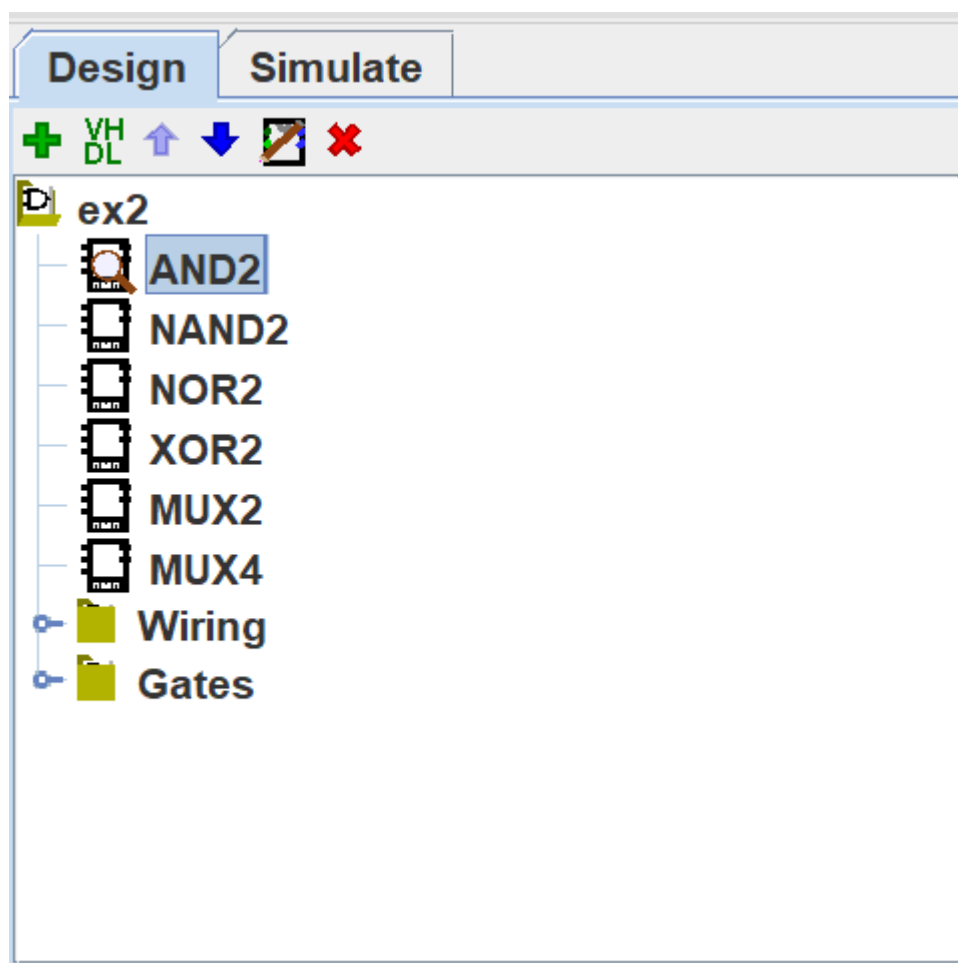 Design Simulate
VH
DL
ex2
AND2
NAND2
NOR2
XOR2
MUX2
MUX4
Wiring
Gates